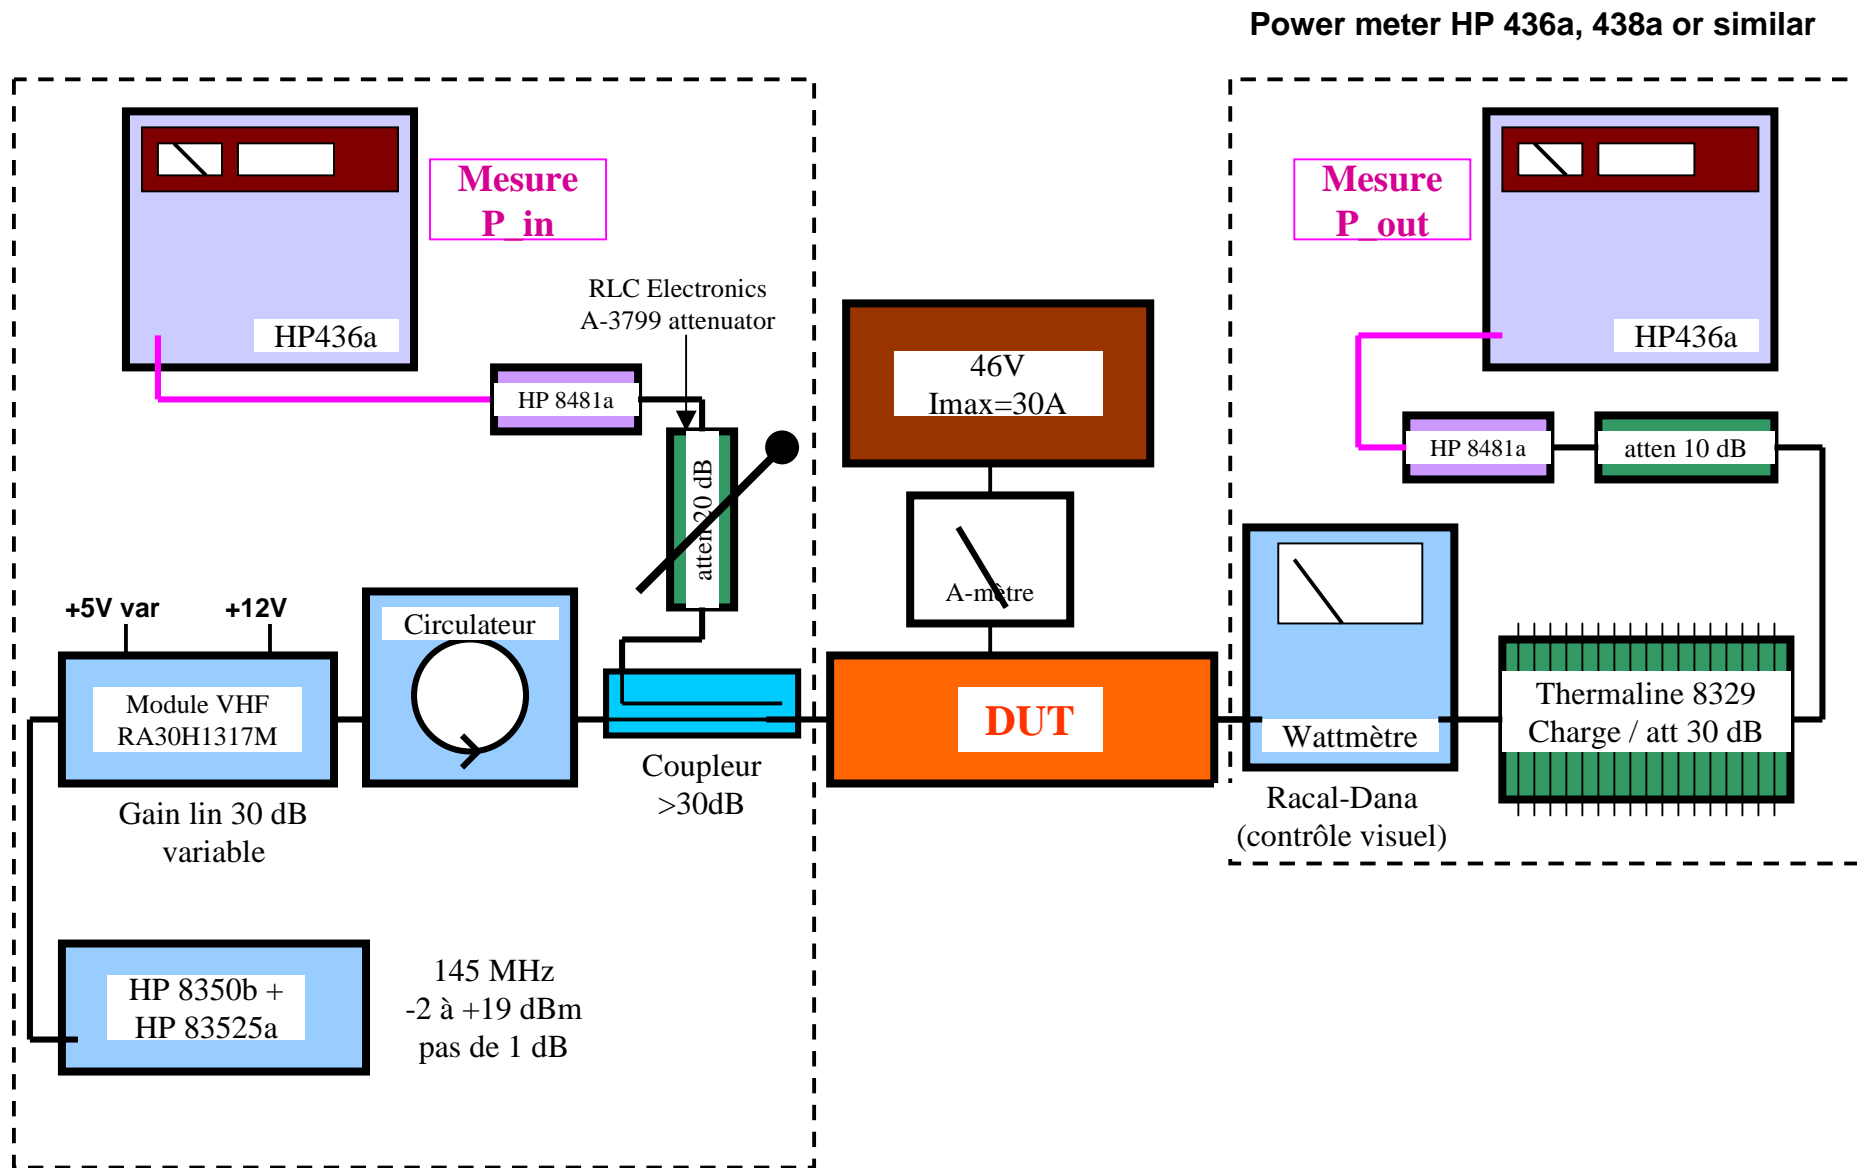 Power meter HP 436a, 438a or similar
Mesure
P_in
HP436a
RLC Electronics
A-3799 attenuator
HP 8481a
atten 20 dB
46V
Imax=30A
A-mètre
Mesure
P_out
HP436a
HP 8481a
atten 10 dB
+5V var
+12V
Module VHF
RA30H1317M
Gain lin 30 dB
variable
Circulateur
Coupleur
>30dB
DUT
Wattmètre
Racal-Dana
(contrôle visuel)
Thermaline 8329
Charge / att 30 dB
HP 8350b +
HP 83525a
145 MHz
-2 à +19 dBm
pas de 1 dB